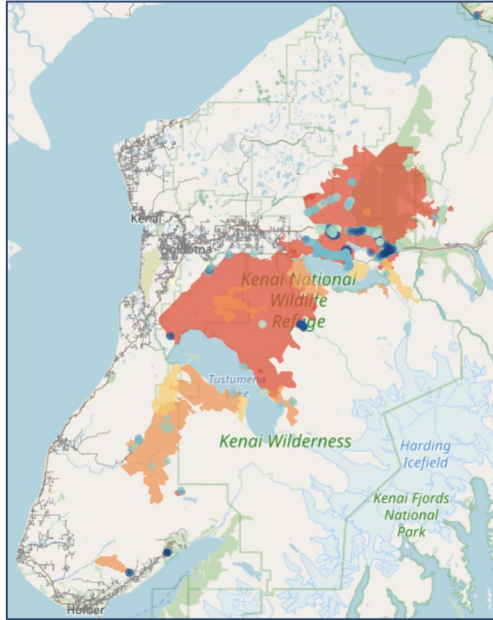 Kenai
Soldotna
Kenai National
Wildlife
Refuge
Tustumena
Lake
Kenai Wilderness
Harding
Icefield
Kenai Fjords
National
Park
Homer